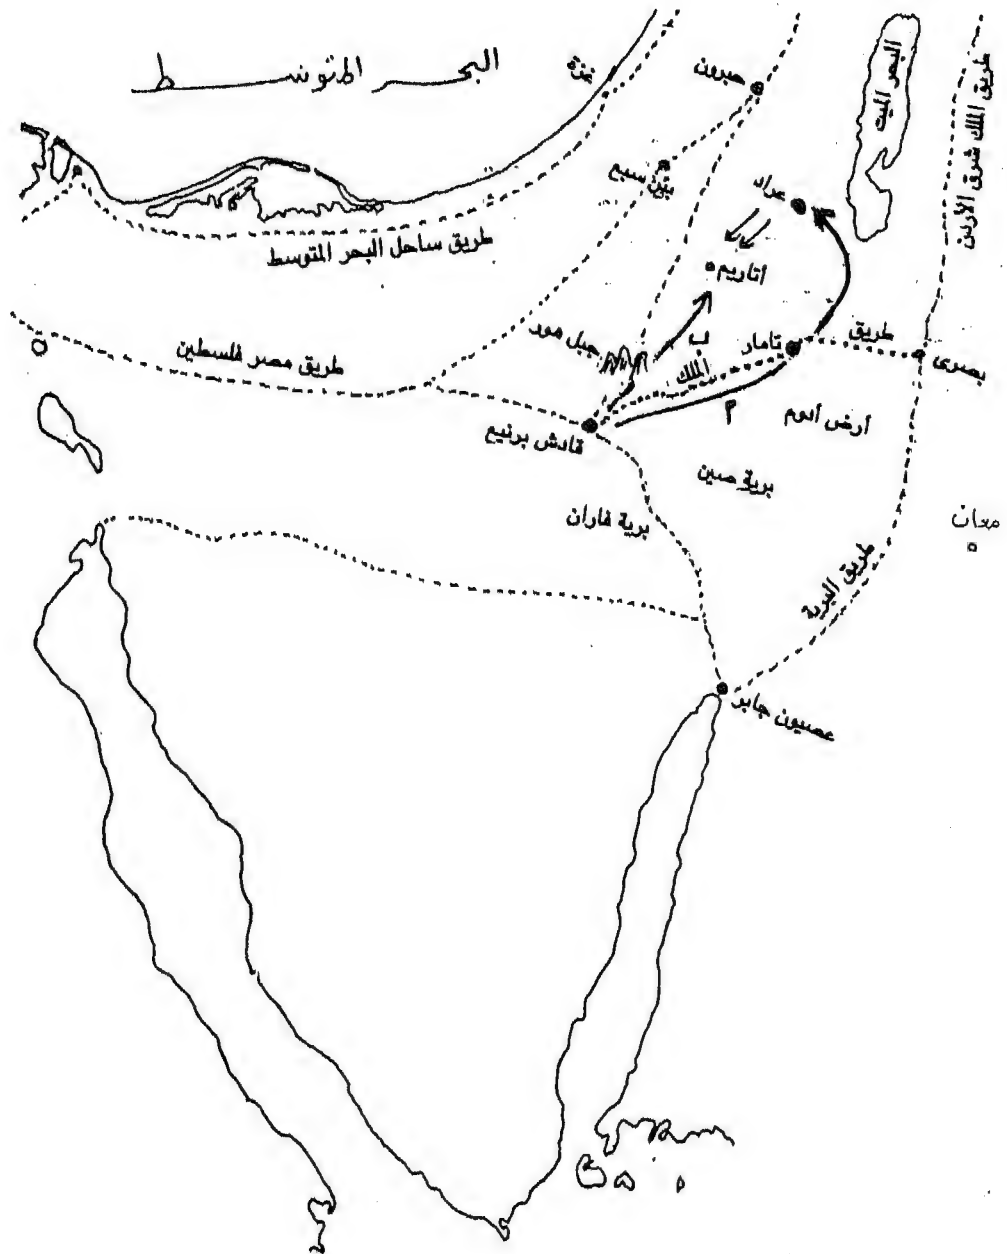 البحر المتوسط
غزة
حبرون
البحر الميت
طريق الملك شرق الأردن
بئر سبع
عراد
طريق ساحل البحر المتوسط
أتاريم
جبل هور
طريق مصر فلسطين
ب
الملك
تامار
طريق
بصرى
م
أرض أدوم
قادش برنيع
برية صين
برية فاران
معان
طريق البرية
عصيون جابر